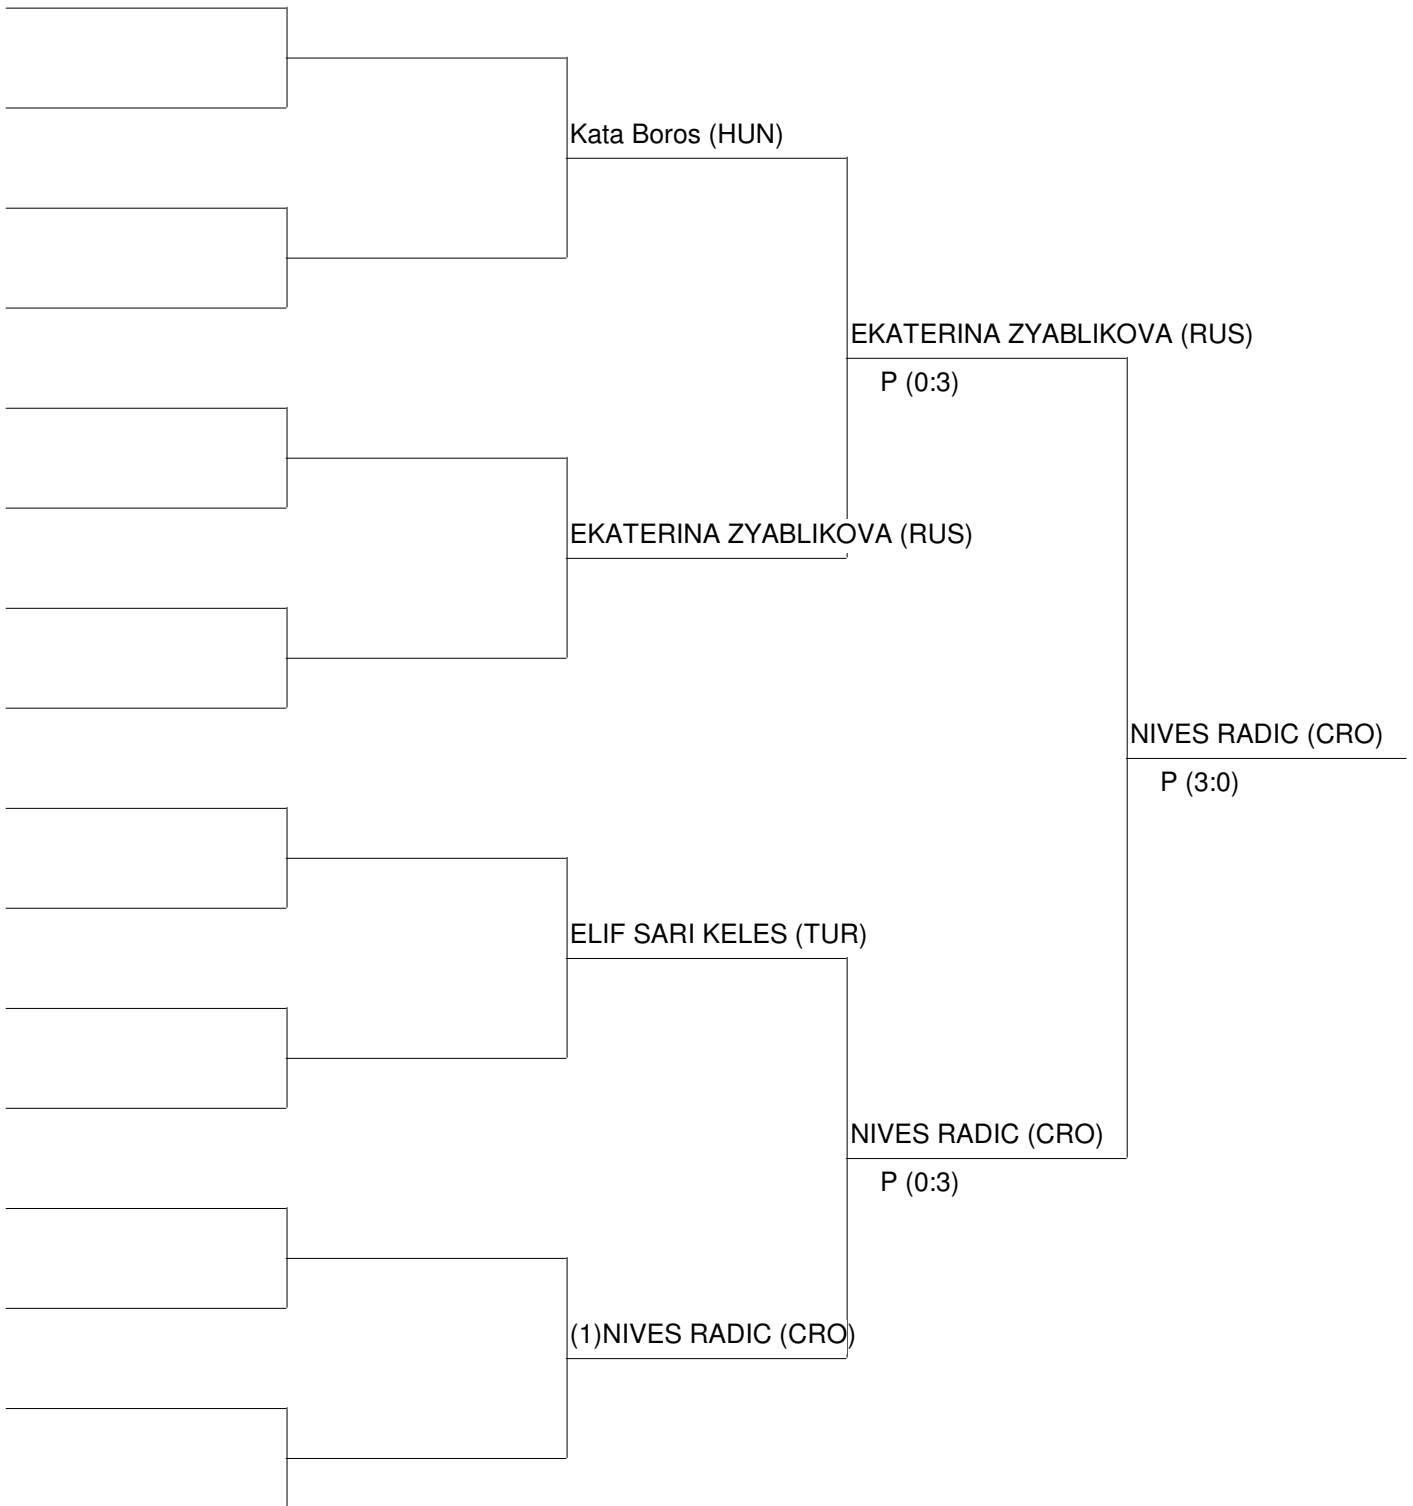 Kata Boros (HUN)
EKATERINA ZYABLIKOVA (RUS)
P (0:3)
EKATERINA ZYABLIKOVA (RUS)
NIVES RADIC (CRO)
P (3:0)
ELIF SARI KELES (TUR)
NIVES RADIC (CRO)
P (0:3)
(1)NIVES RADIC (CRO)